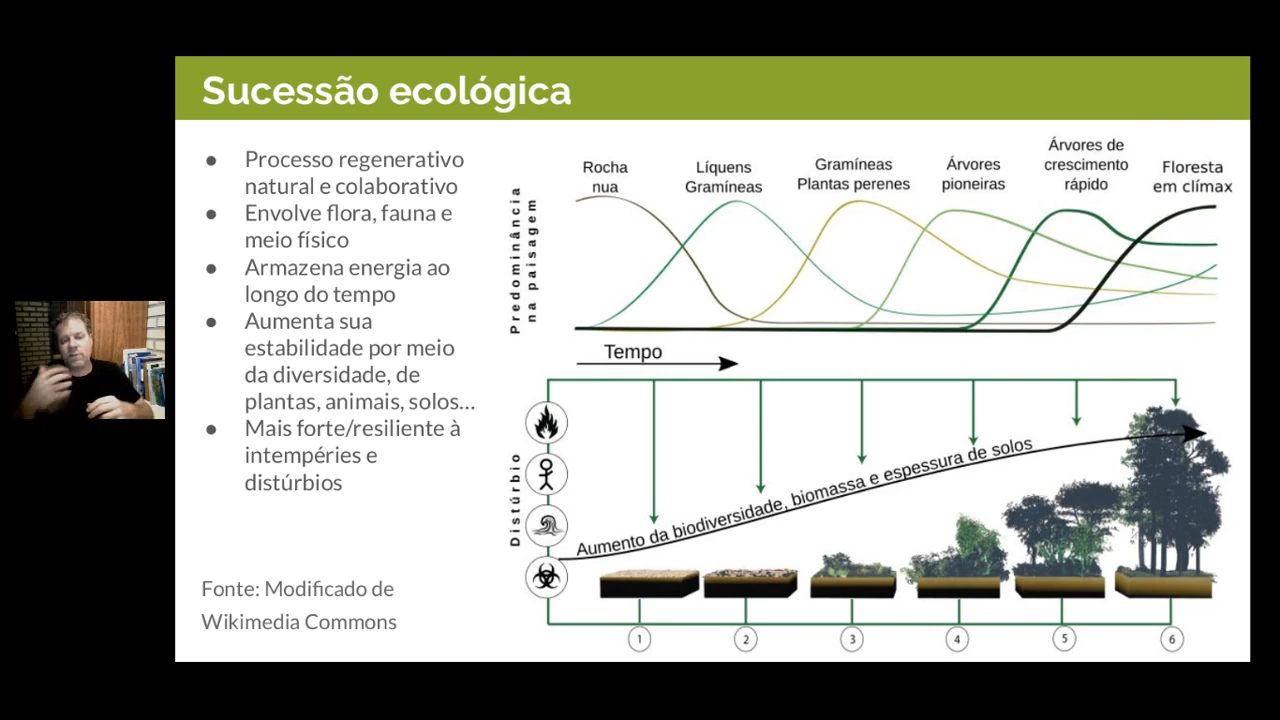 Sucessão ecológica
● Processo regenerativo
natural e colaborativo
● Envolve flora, fauna e
meio físico
● Armazena energia ao
longo do tempo
● Aumenta sua
estabilidade por meio
da diversidade, de
plantas, animais, solos...
● Mais forte/resiliente à
intempéries e
distúrbios
Fonte: Modificado de
Wikimedia Commons
Predominância
na paisagem
Rocha
nua
Líquens
Gramíneas
Gramíneas
Plantas perenes
Árvores
pioneiras
Árvores de
crescimento
rápido
Floresta
em clímax
Tempo
Distúrbio
Aumento da biodiversidade, biomassa e espessura de solos
1
2
3
4
5
6